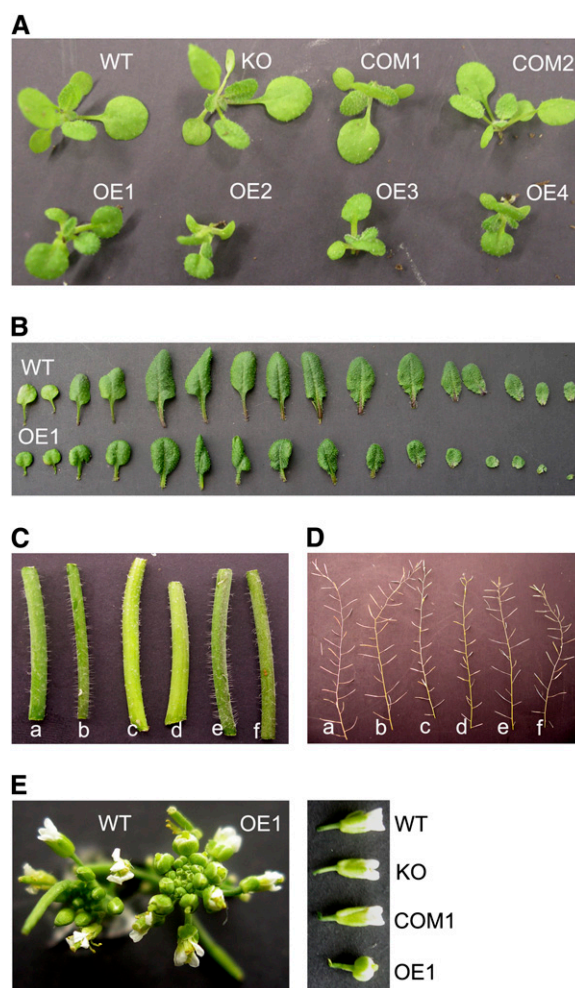 A
WT KO COM1 COM2
OE1 OE2 OE3 OE4
B
WT
OE1
C
a b c d e f
D
a b c d e f
E
WT OE1
WT
KO
COM1
OE1